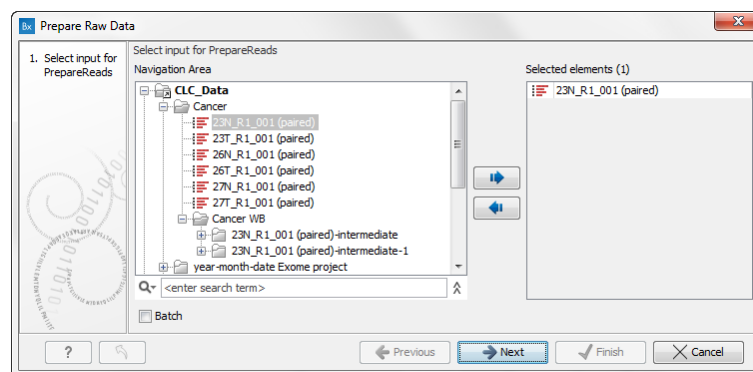 Bx Prepare Raw Data
1. Select input for
PrepareReads
Select input for PrepareReads
Navigation Area
CLC_Data
Cancer
23N_R1_001 (paired)
23T_R1_001 (paired)
26N_R1_001 (paired)
26T_R1_001 (paired)
27N_R1_001 (paired)
27T_R1_001 (paired)
Cancer WB
23N_R1_001 (paired)-intermediate
23N_R1_001 (paired)-intermediate-1
year-month-date Exome project
<enter search term>
Batch
Selected elements (1)
23N_R1_001 (paired)
? Previous Next Finish Cancel